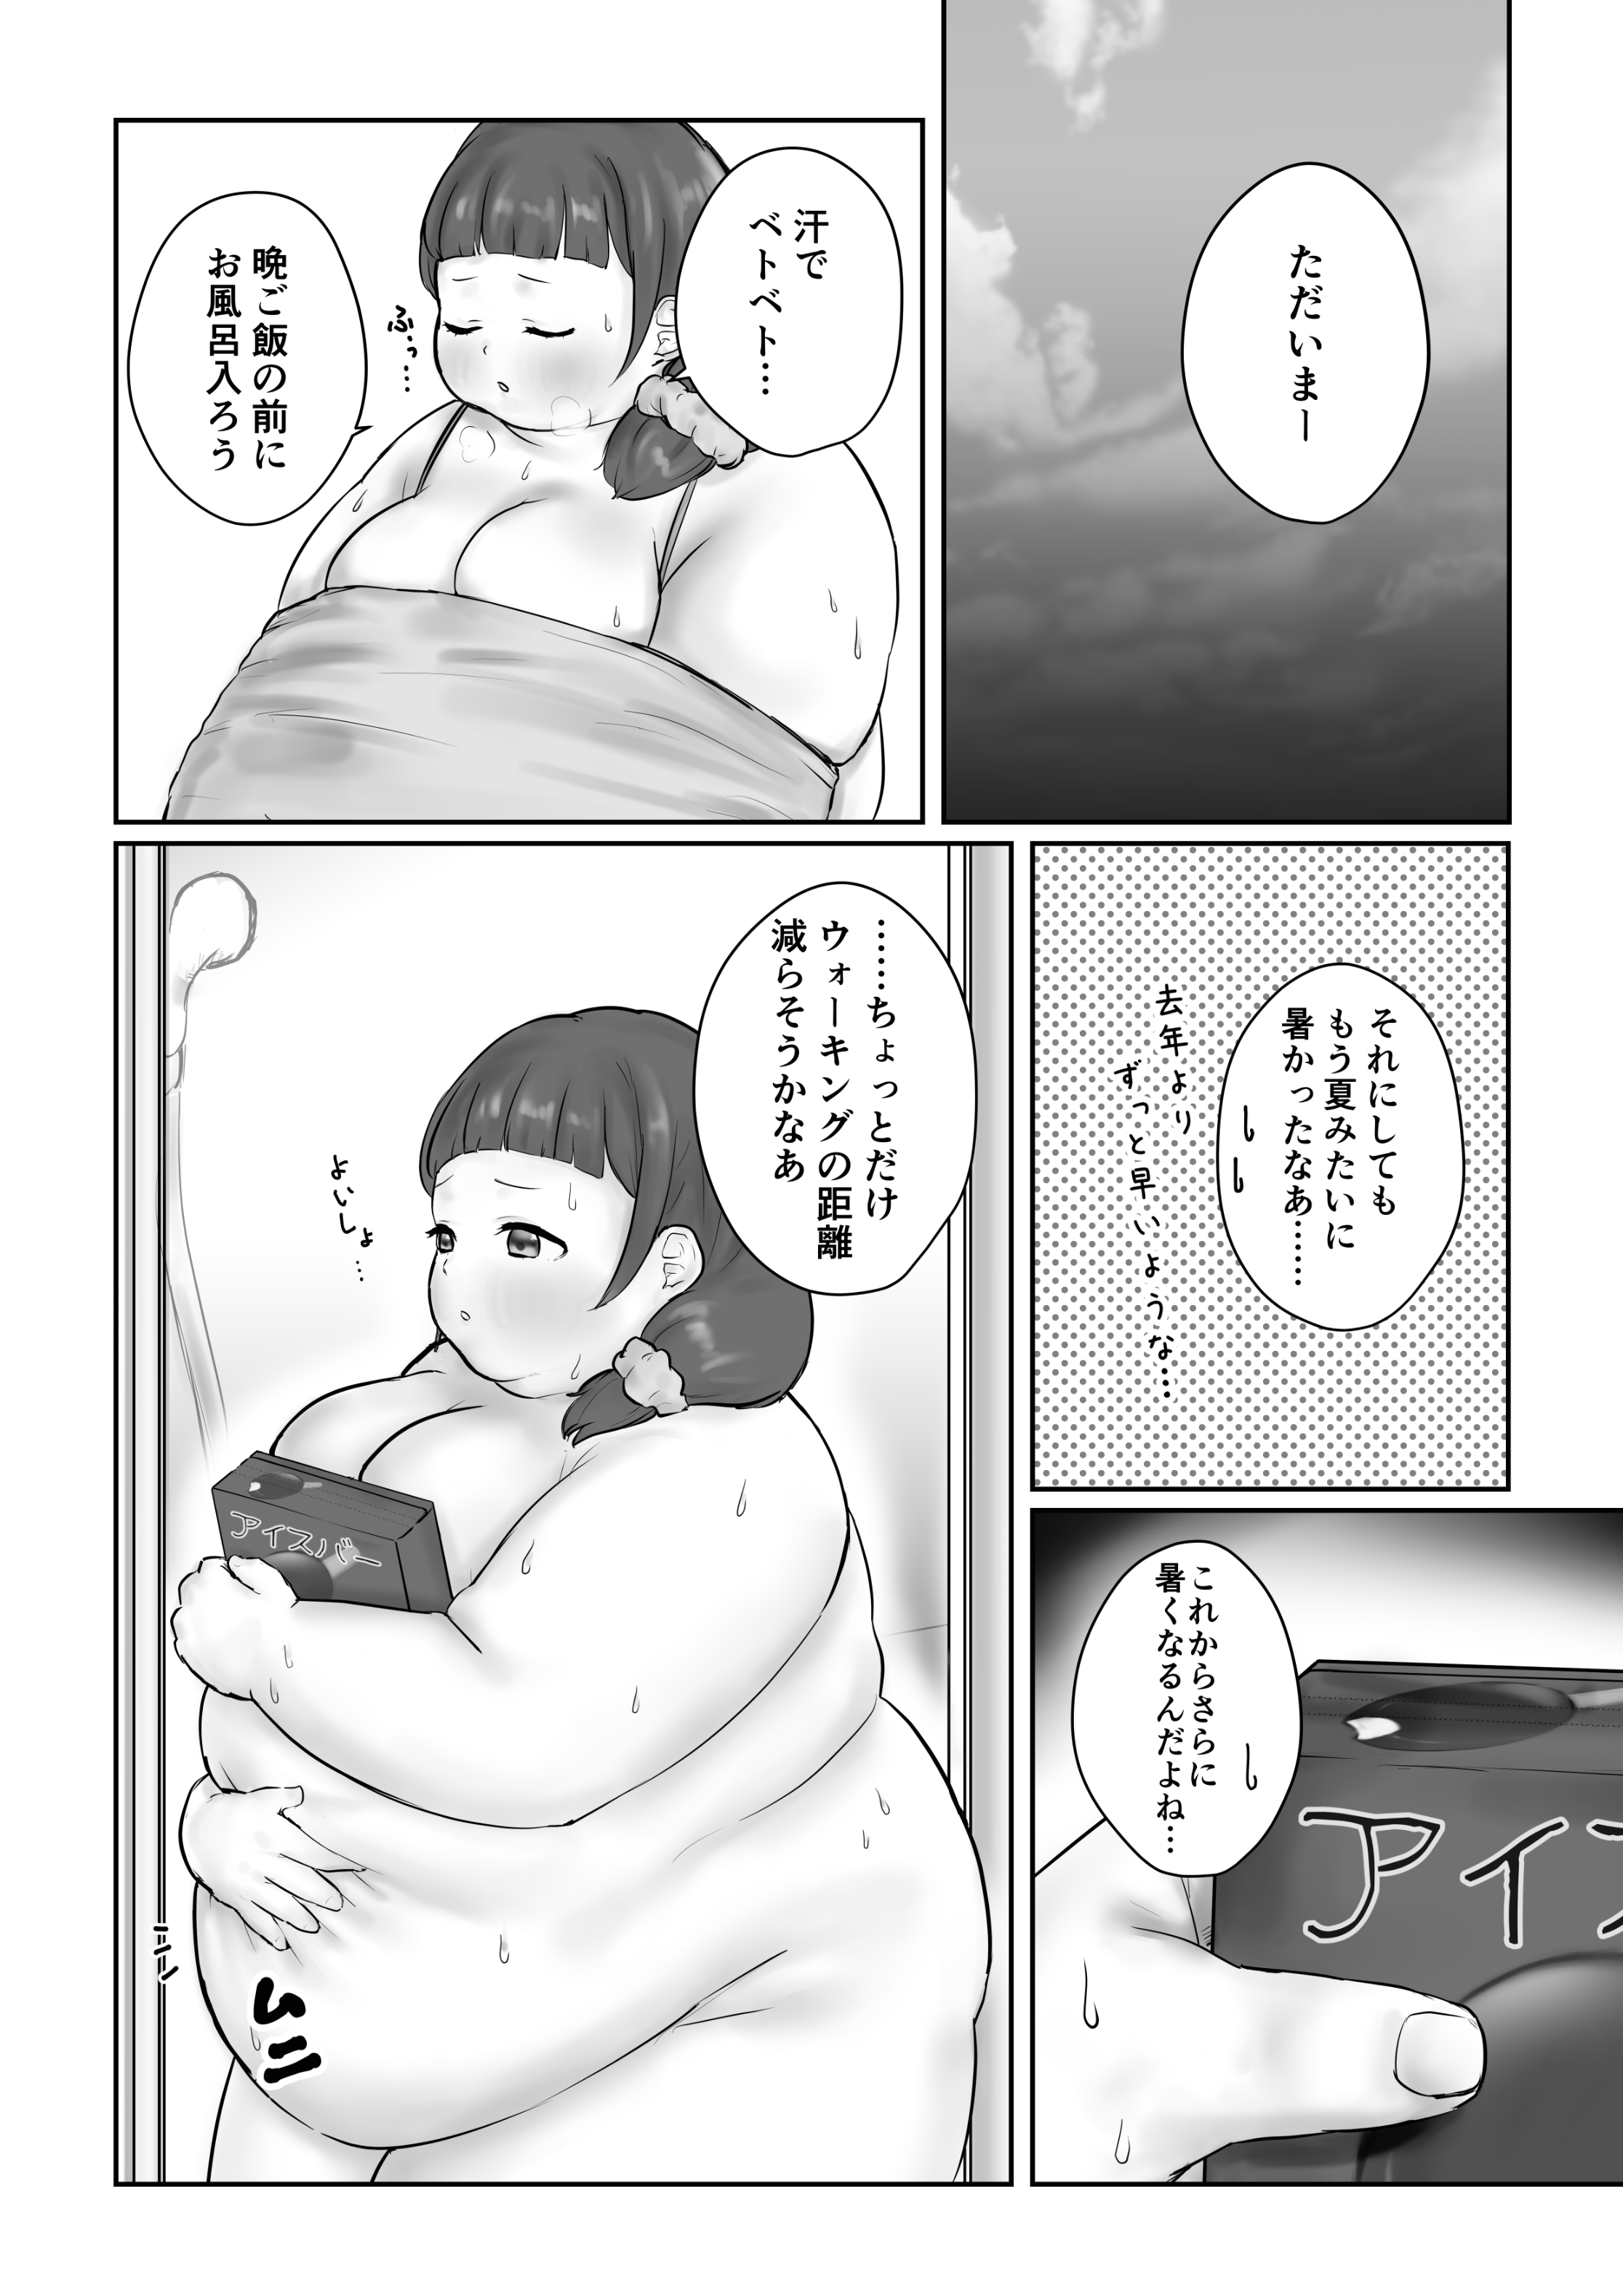 ただいまー
汗で
ベトベト…
ふぅっ…
晩ご飯の前に
お風呂入ろう
それにしても
もう夏みたいに
暑かったなあ……
去年より
ずっと早いような…
これからさらに
暑くなるんだよね…
アイス
……ちょっとだけ
ウォーキングの距離
減らそうかなあ
よいしょ…
アイスバー
ムニ